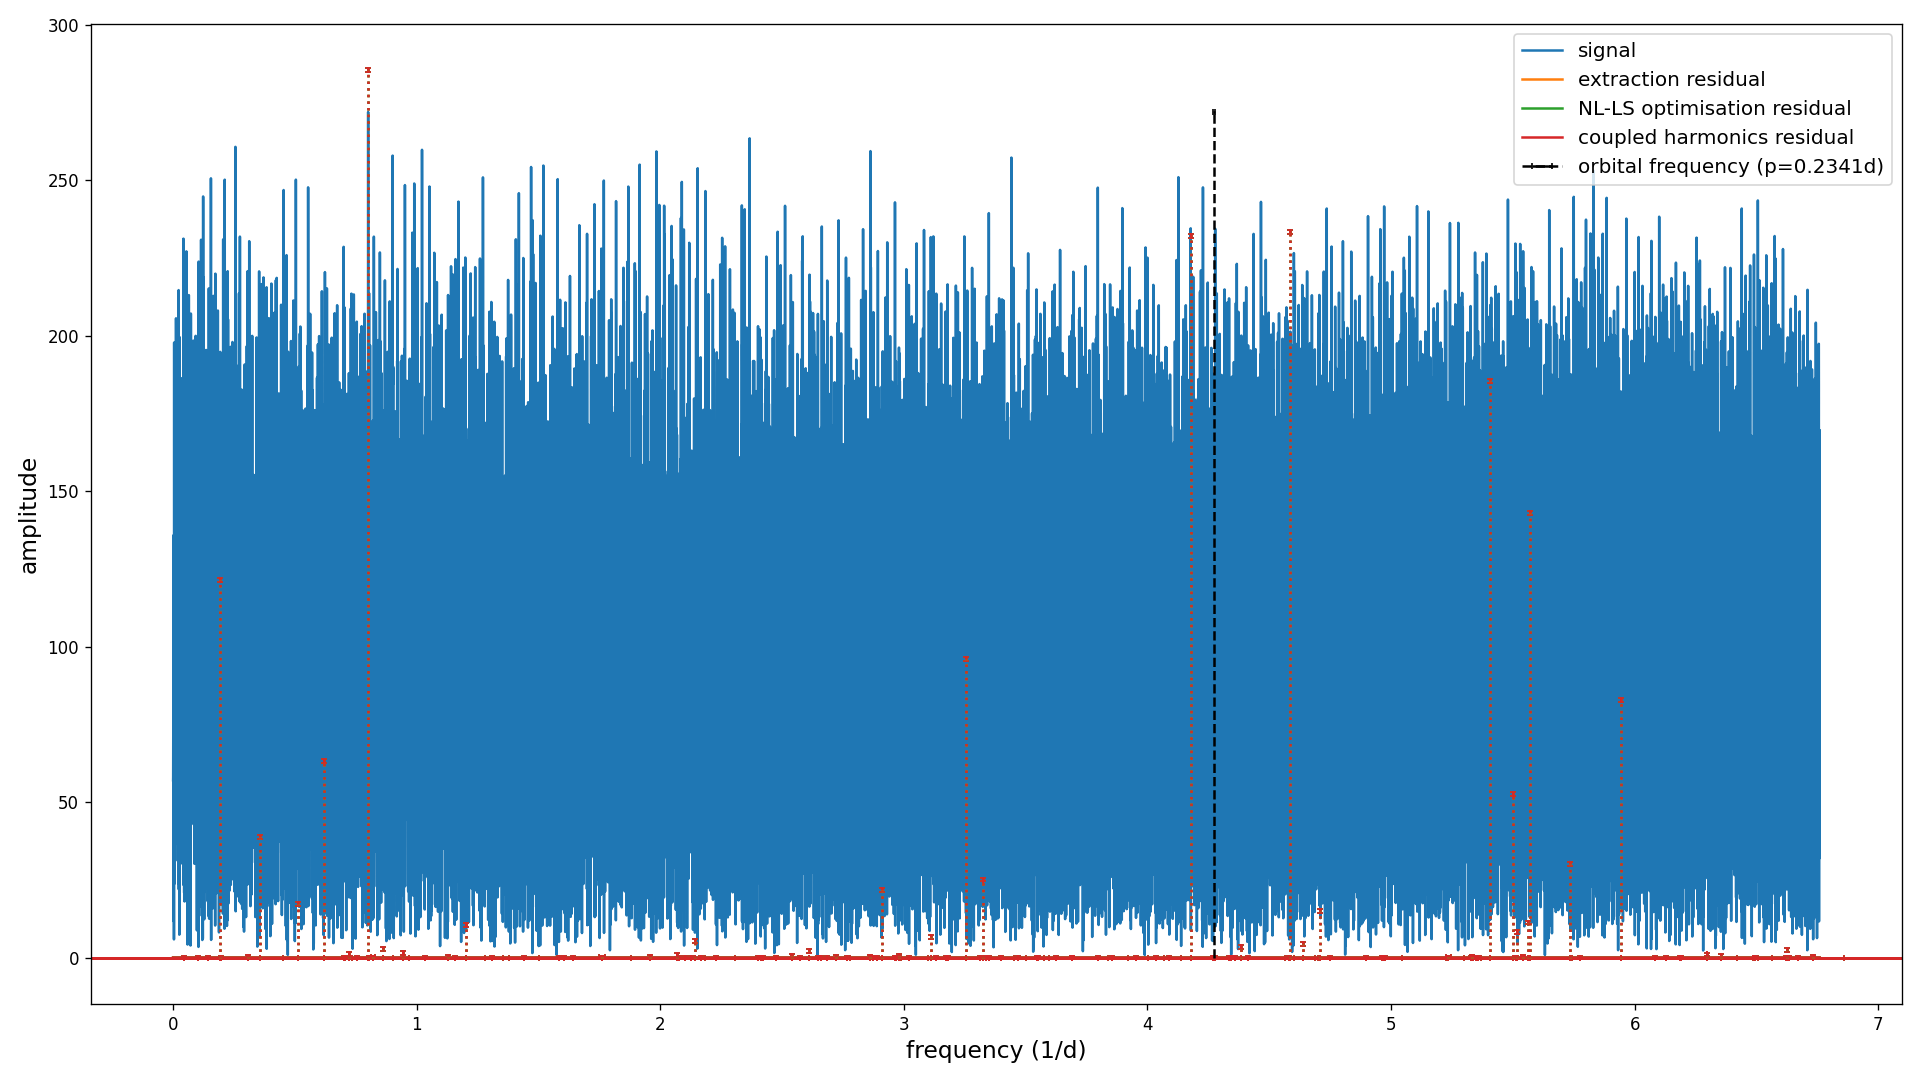 signal
extraction residual
NL-LS optimisation residual
coupled harmonics residual
orbital frequency (p=0.2341d)
amplitude
300
250
200
150
100
50
0
0 1 2 3 4 5 6 7
frequency (1/d)